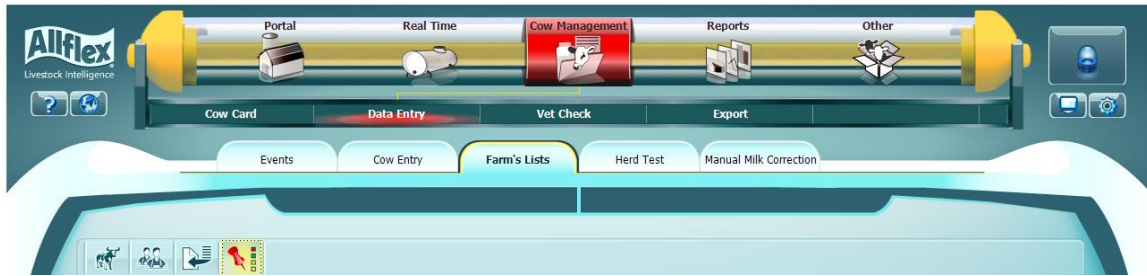 Portal Real Time Cow Management Reports Other
Allflex
Livestock Intelligence
?
Cow Card Data Entry Vet Check Export
Events Cow Entry Farm's Lists Herd Test Manual Milk Correction